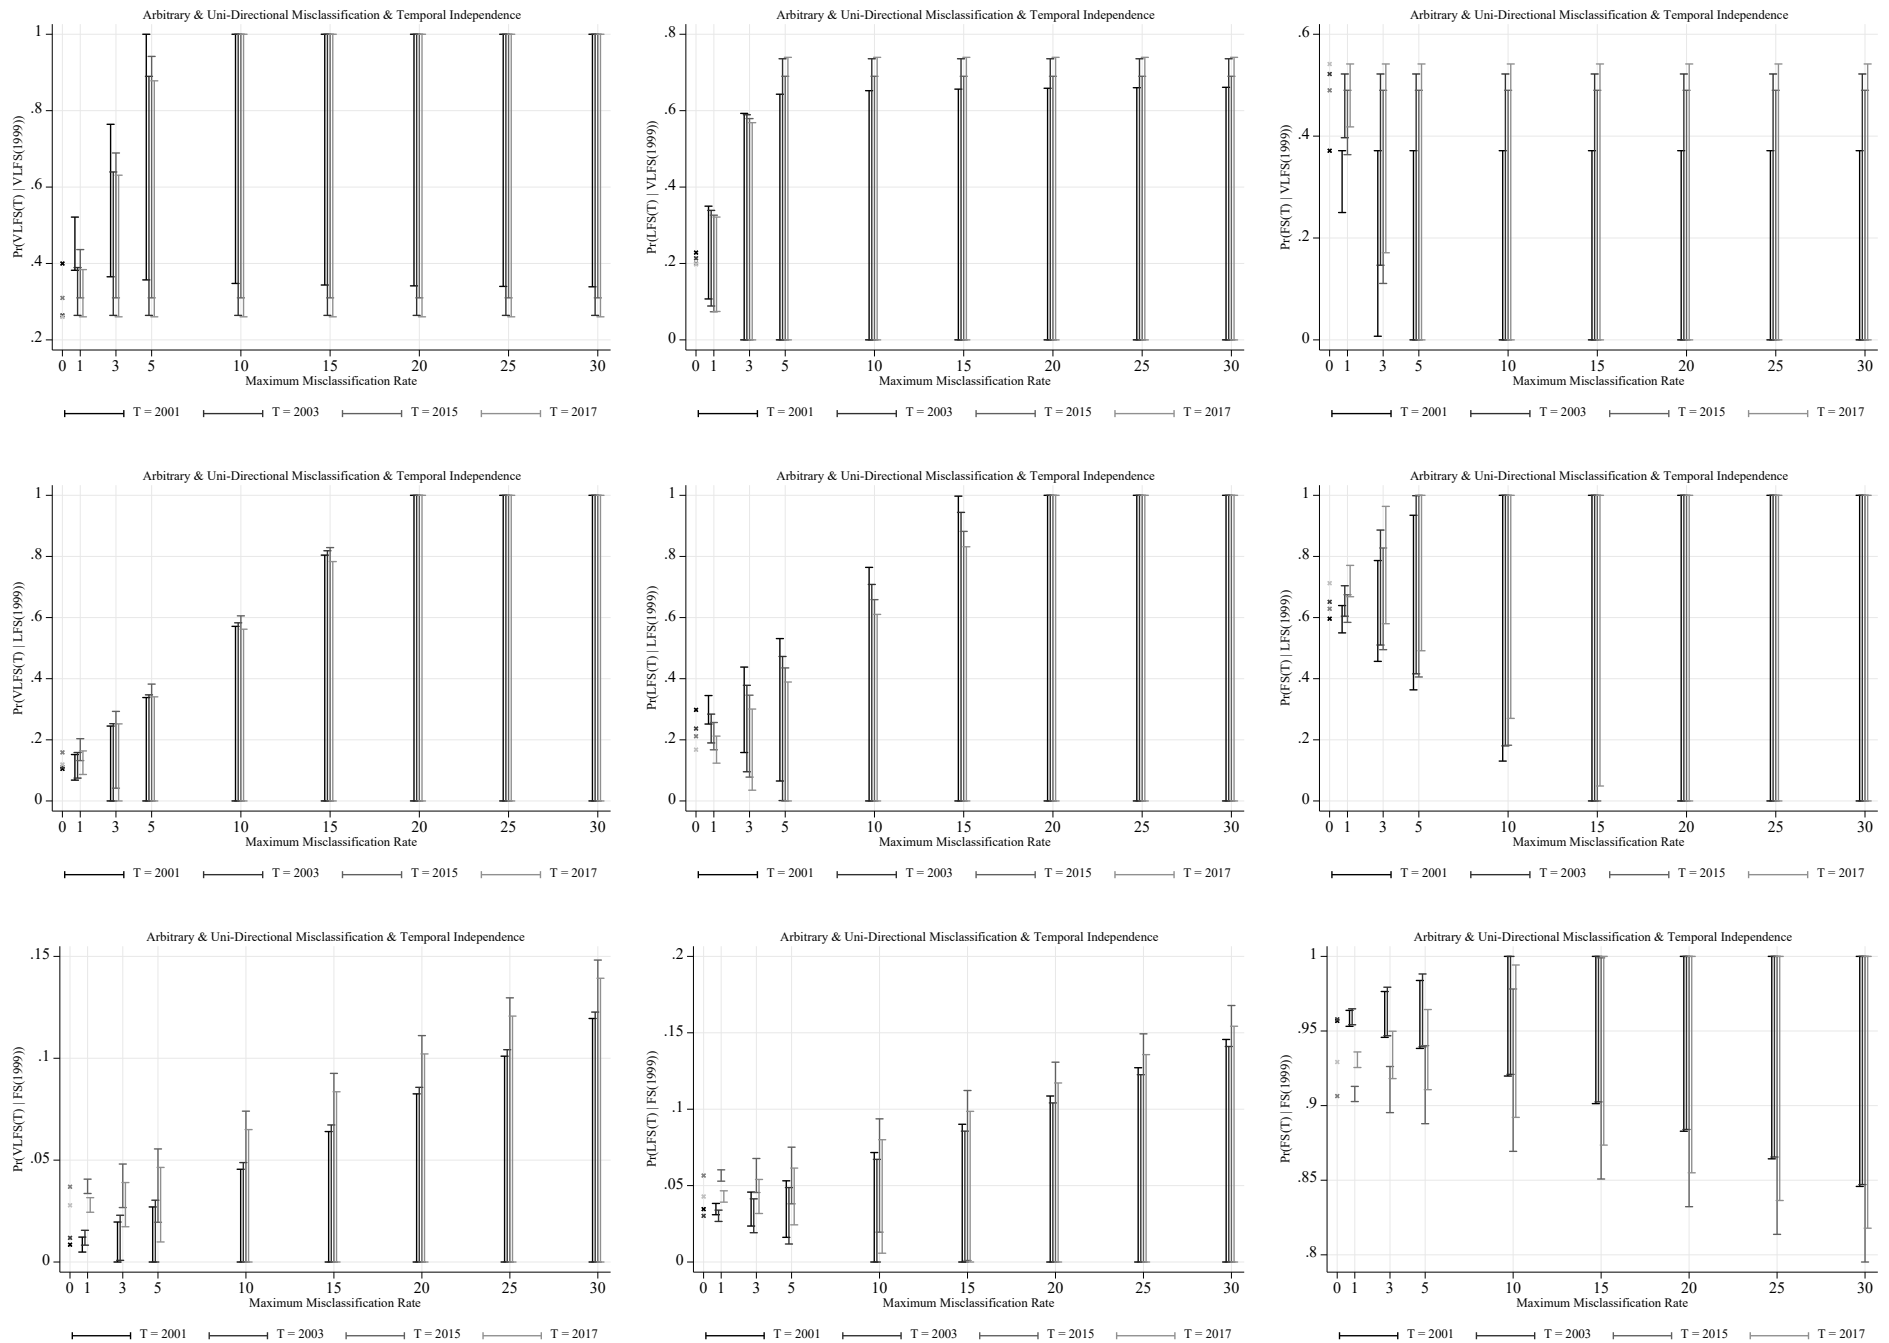 Arbitrary & Uni-Directional Misclassification & Temporal Independence
Pr(VLFS(T) | VLFS(1999))
1
.8
.6
.4
.2
0 1 3 5 10 15 20 25 30
Maximum Misclassification Rate
T = 2001 T = 2003 T = 2015 T = 2017
Arbitrary & Uni-Directional Misclassification & Temporal Independence
Pr(LFS(T) | VLFS(1999))
.8
.6
.4
.2
0
0 1 3 5 10 15 20 25 30
Maximum Misclassification Rate
T = 2001 T = 2003 T = 2015 T = 2017
Arbitrary & Uni-Directional Misclassification & Temporal Independence
Pr(FS(T) | VLFS(1999))
.6
.4
.2
0
0 1 3 5 10 15 20 25 30
Maximum Misclassification Rate
T = 2001 T = 2003 T = 2015 T = 2017
Arbitrary & Uni-Directional Misclassification & Temporal Independence
Pr(VLFS(T) | LFS(1999))
1
.8
.6
.4
.2
0
0 1 3 5 10 15 20 25 30
Maximum Misclassification Rate
T = 2001 T = 2003 T = 2015 T = 2017
Arbitrary & Uni-Directional Misclassification & Temporal Independence
Pr(LFS(T) | LFS(1999))
1
.8
.6
.4
.2
0
0 1 3 5 10 15 20 25 30
Maximum Misclassification Rate
T = 2001 T = 2003 T = 2015 T = 2017
Arbitrary & Uni-Directional Misclassification & Temporal Independence
Pr(FS(T) | LFS(1999))
1
.8
.6
.4
.2
0
0 1 3 5 10 15 20 25 30
Maximum Misclassification Rate
T = 2001 T = 2003 T = 2015 T = 2017
Arbitrary & Uni-Directional Misclassification & Temporal Independence
Pr(VLFS(T) | FS(1999))
.15
.1
.05
0
0 1 3 5 10 15 20 25 30
Maximum Misclassification Rate
T = 2001 T = 2003 T = 2015 T = 2017
Arbitrary & Uni-Directional Misclassification & Temporal Independence
Pr(LFS(T) | FS(1999))
.2
.15
.1
.05
0
0 1 3 5 10 15 20 25 30
Maximum Misclassification Rate
T = 2001 T = 2003 T = 2015 T = 2017
Arbitrary & Uni-Directional Misclassification & Temporal Independence
Pr(FS(T) | FS(1999))
1
.95
.9
.85
.8
0 1 3 5 10 15 20 25 30
Maximum Misclassification Rate
T = 2001 T = 2003 T = 2015 T = 2017